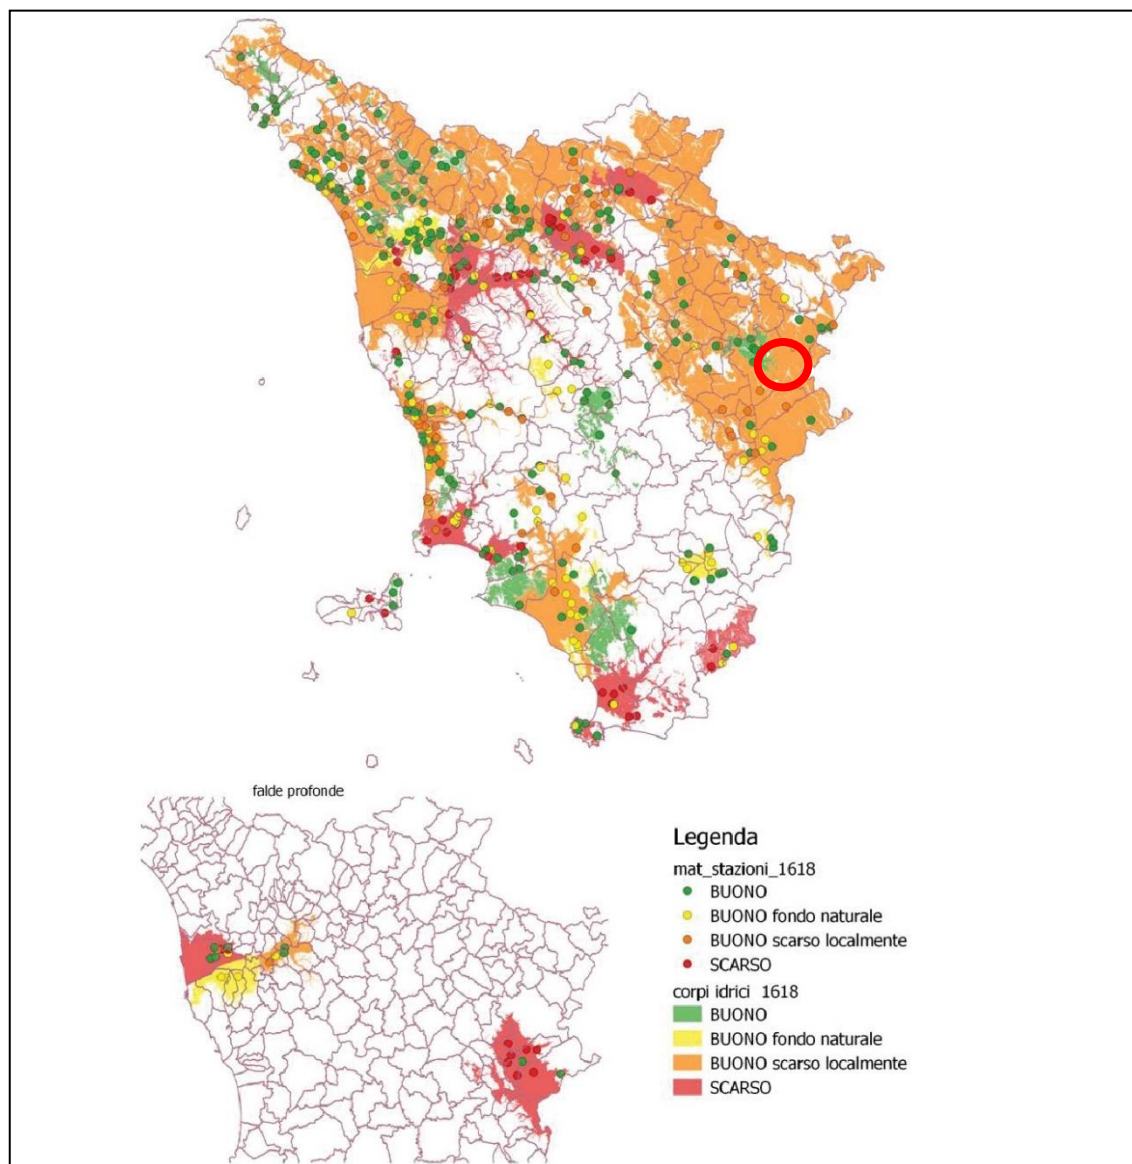 falde profonde
Legenda
mat_stazioni_1618
BUONO
BUONO fondo naturale
BUONO scarso localmente
SCARSO
corpi idrici 1618
BUONO
BUONO fondo naturale
BUONO scarso localmente
SCARSO